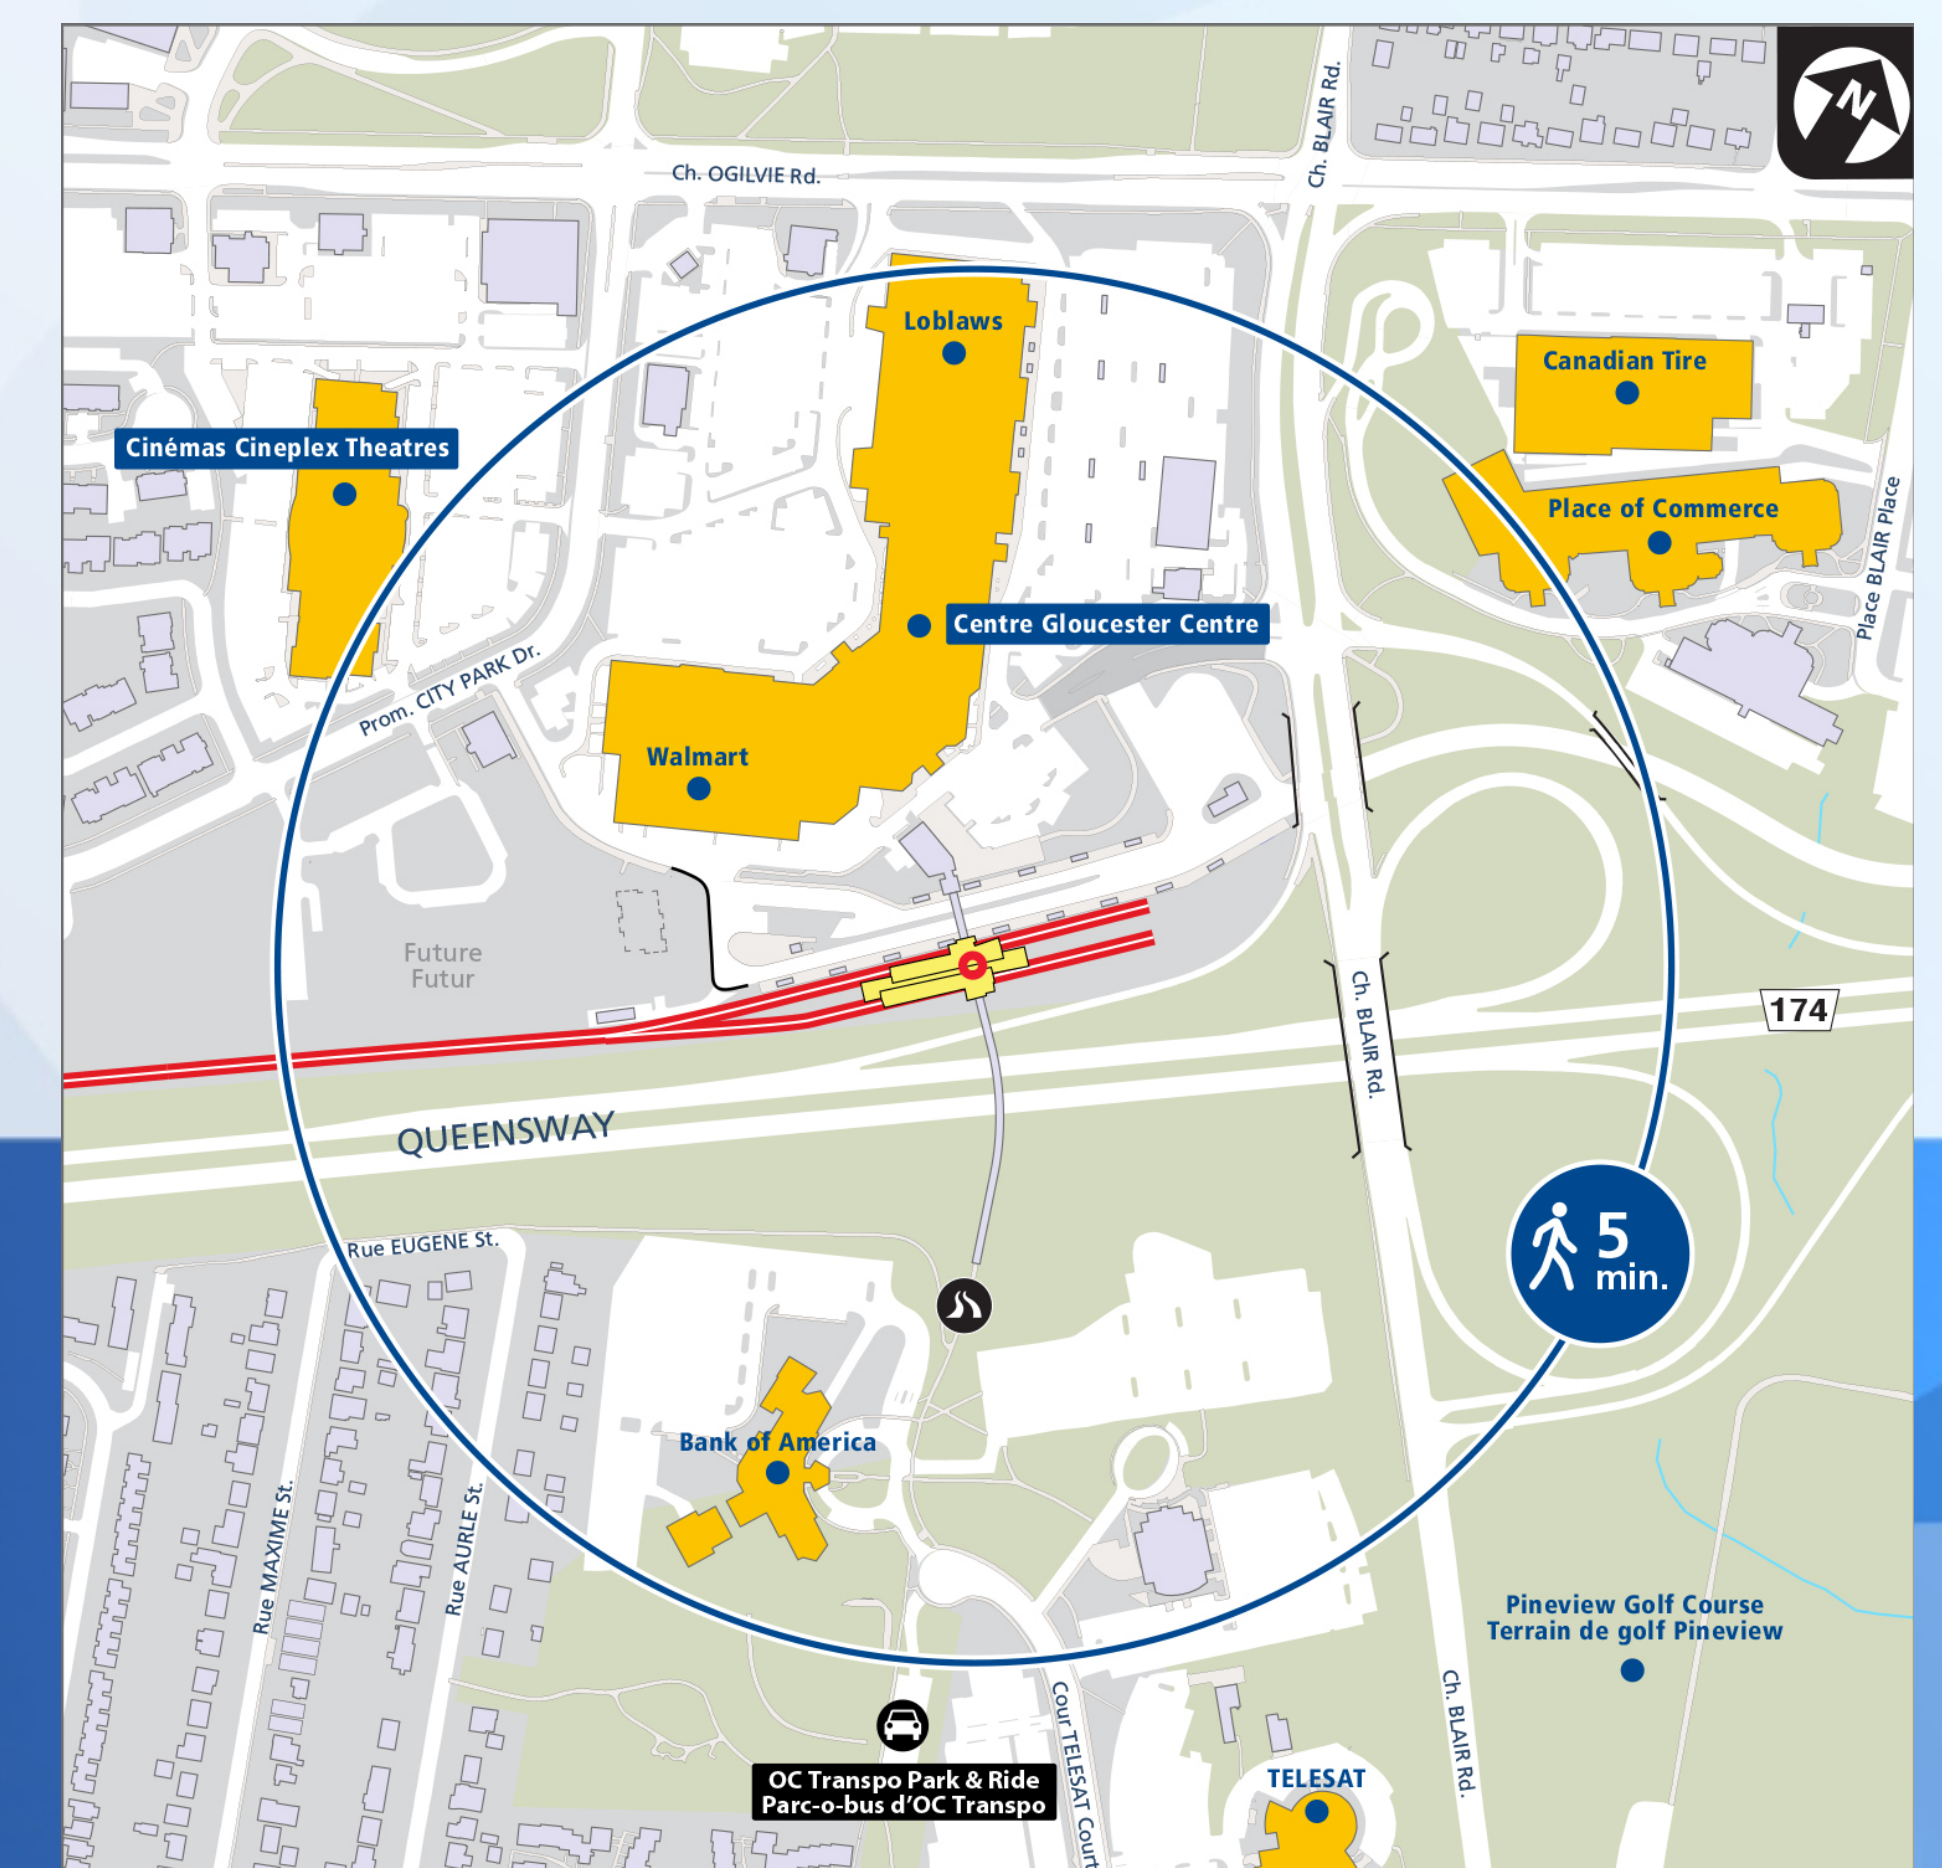 N
Ch. OGILVIE Rd.
Ch. BLAIR Rd.
Loblaws
Canadian Tire
Cinémas Cineplex Theatres
Place of Commerce
Place BLAIR Place
Centre Gloucester Centre
Prom. CITY PARK Dr.
Walmart
Future
Futur
Ch. BLAIR Rd.
174
QUEENSWAY
Rue EUGENE St.
5
min.
Bank of America
Rue MAXIME St.
Rue AURLE St.
Pineview Golf Course
Terrain de golf Pineview
Ch. BLAIR Rd.
Cour TELESAT Court
OC Transpo Park & Ride
Parc-o-bus d’OC Transpo
TELESAT